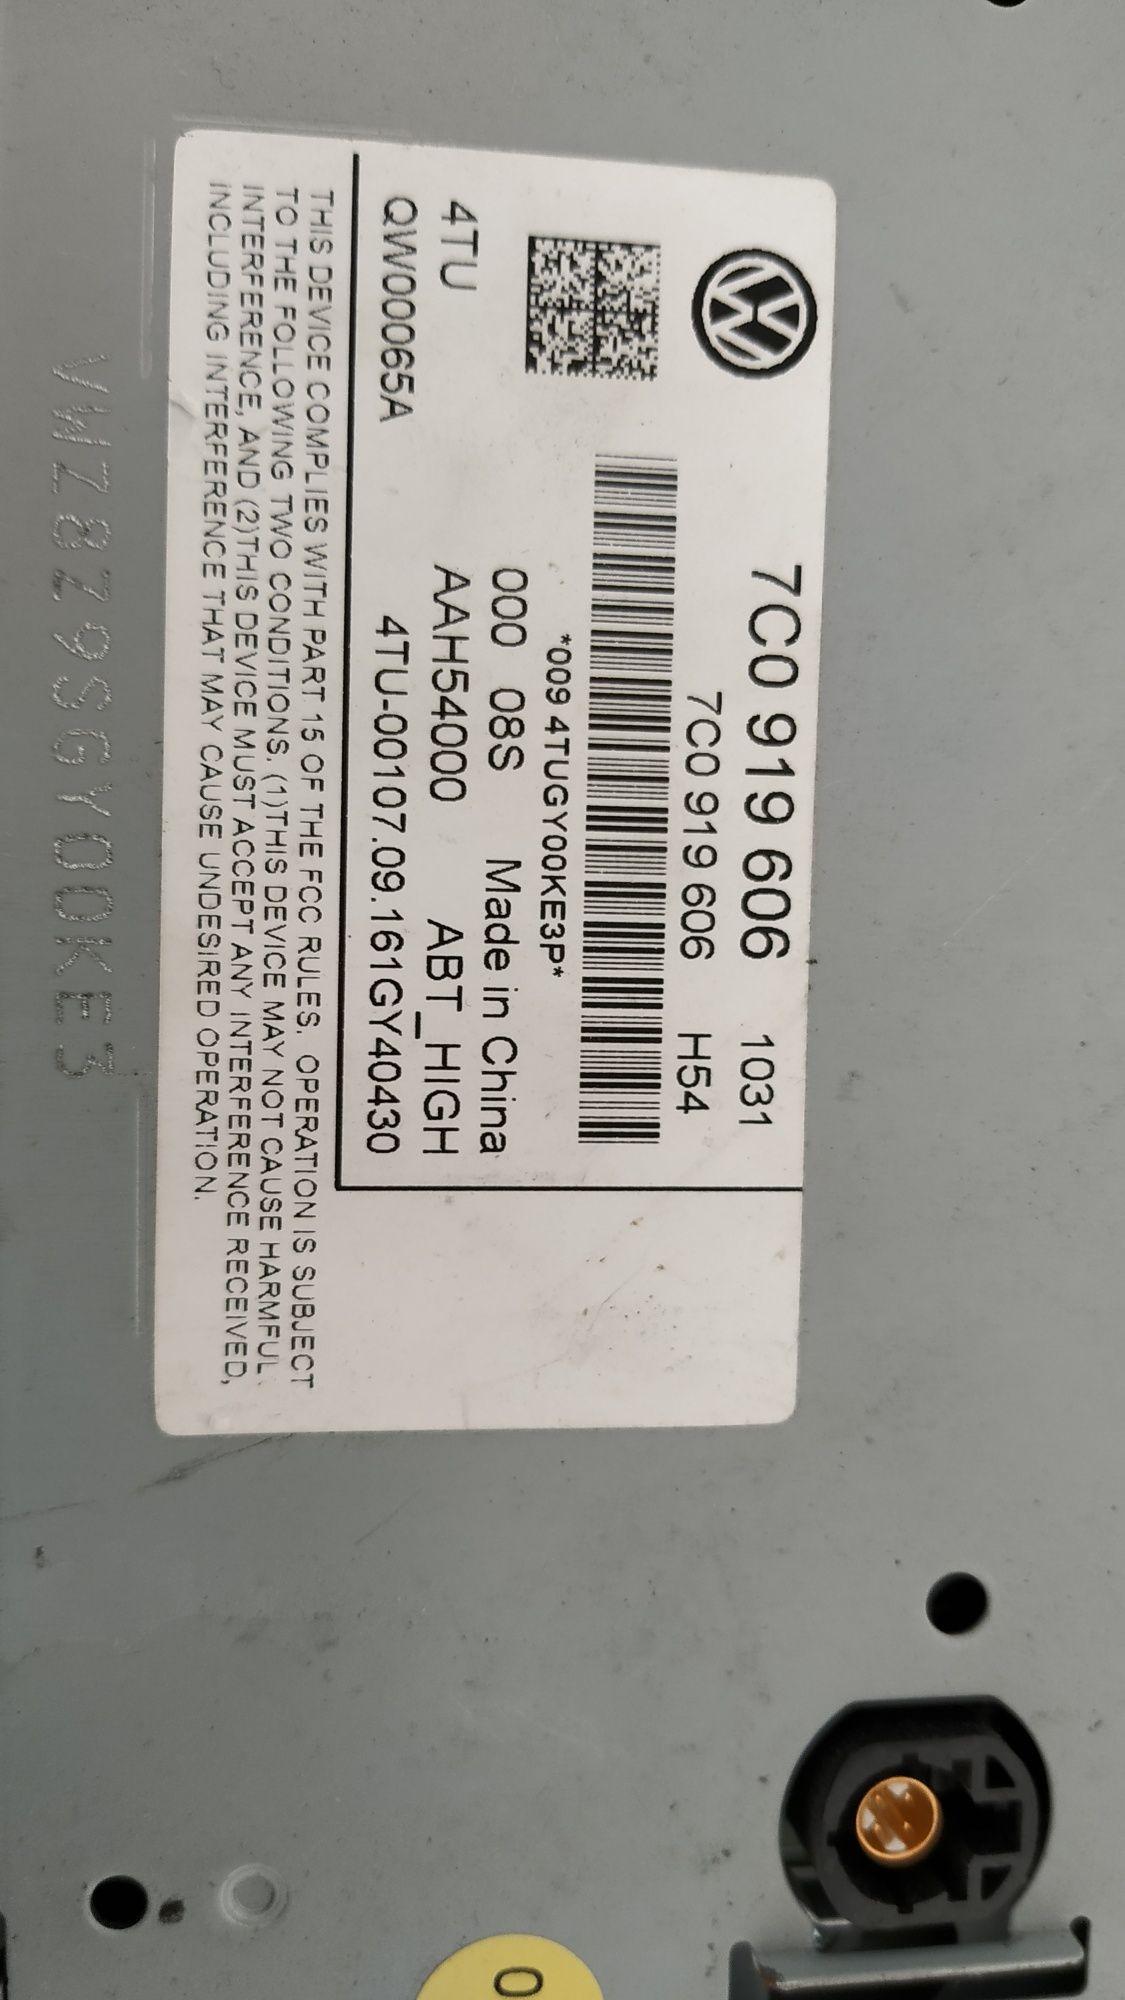 7C0 919 606 1031
7C0 919 606 H54
*009 4TUGY00KE3P*
000 08S Made in China
4TU AAH54000 ABT_HIGH
QW00065A 4TU-00107.09.161GY40430
THIS DEVICE COMPLIES WITH PART 15 OF THE FCC RULES. OPERATION IS SUBJECT
TO THE FOLLOWING TWO CONDITIONS. (1)THIS DEVICE MAY NOT CAUSE HARMFUL
INTERFERENCE, AND (2)THIS DEVICE MUST ACCEPT ANY INTERFERENCE RECEIVED,
INCLUDING INTERFERENCE THAT MAY CAUSE UNDESIRED OPERATION.
VWZ8Z9SGY00KE3
0